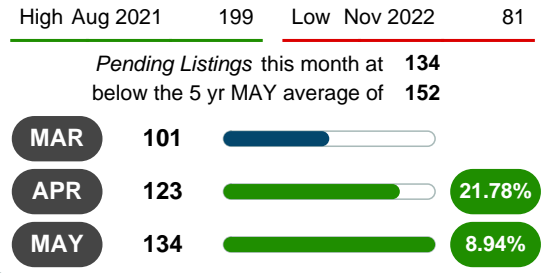 High Aug 2021 199 Low Nov 2022 81
Pending Listings this month at 134
below the 5 yr MAY average of 152
MAR 101
APR 123 21.78%
MAY 134 8.94%